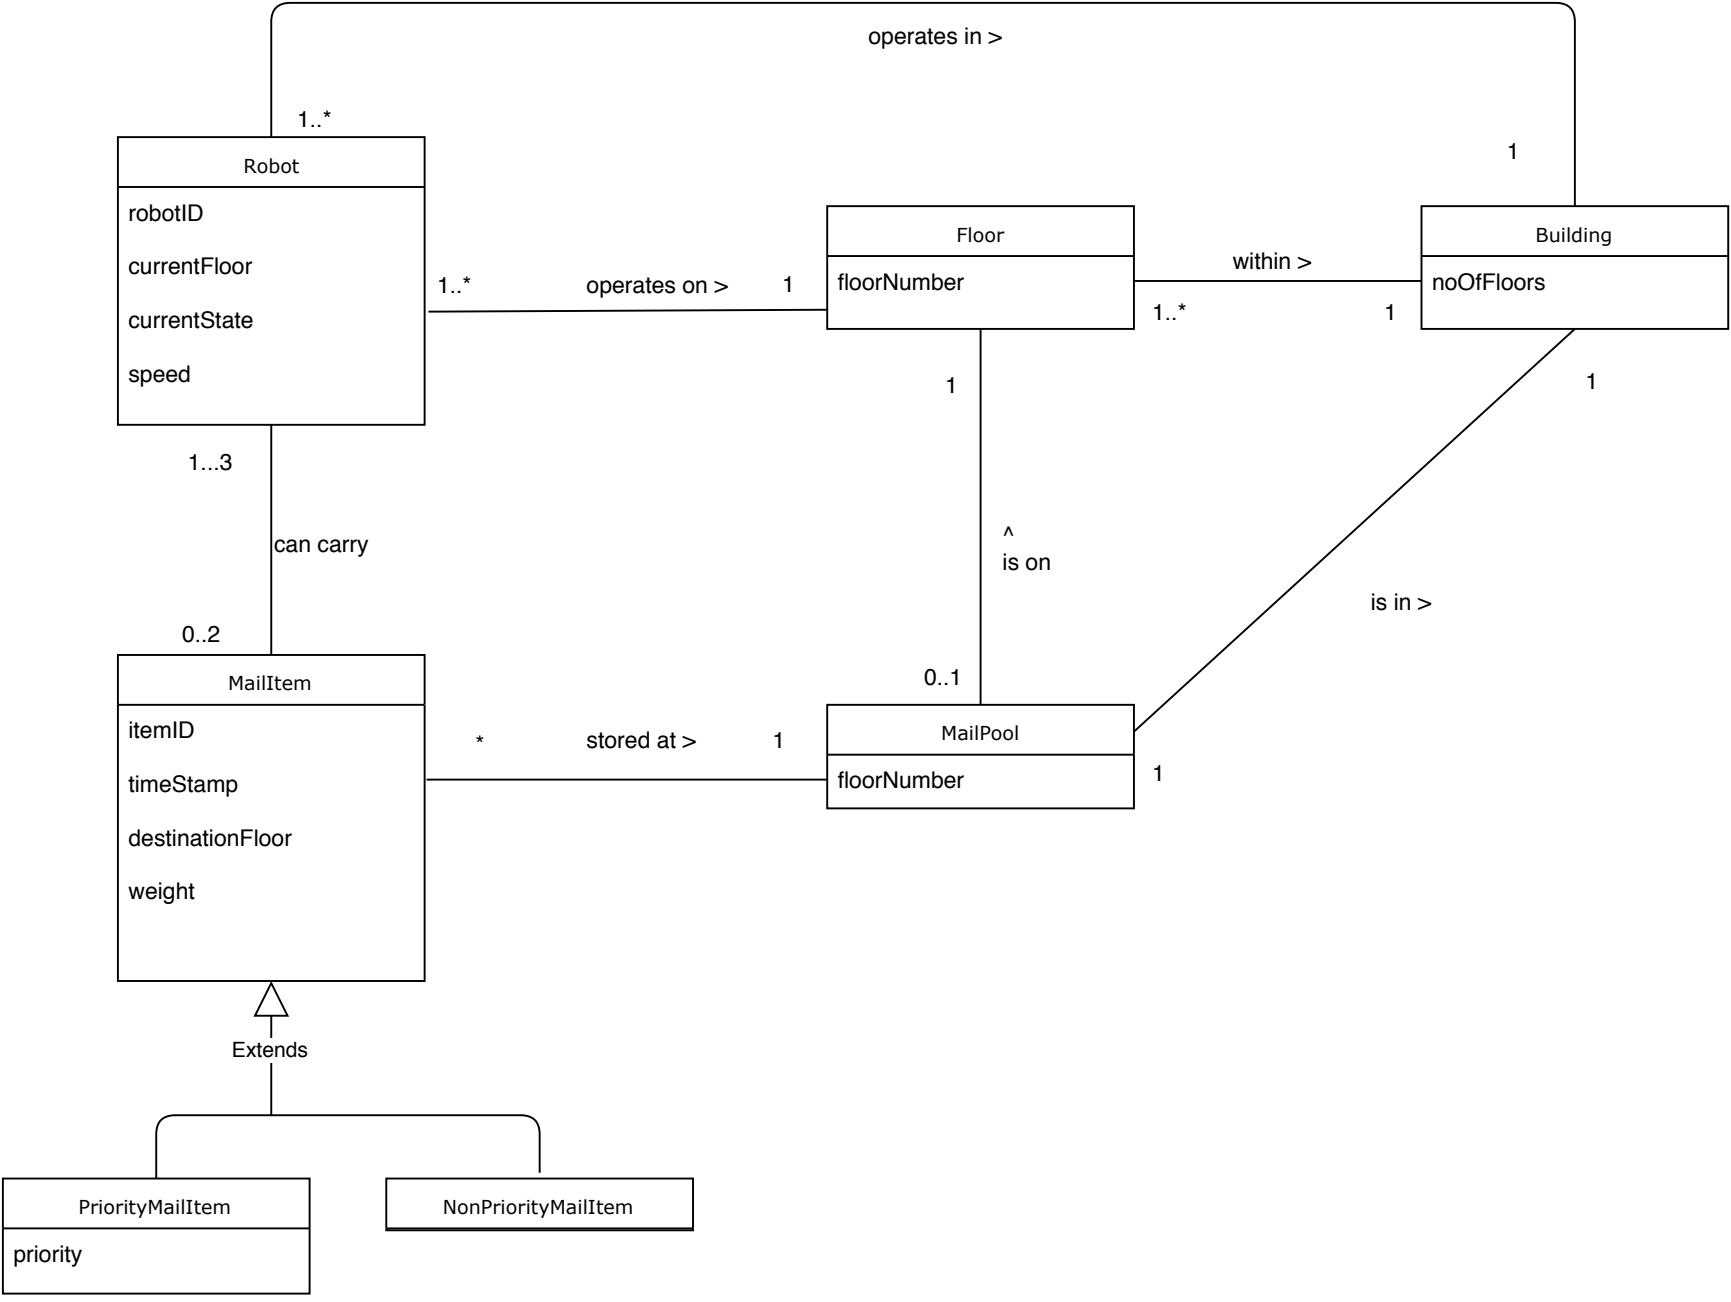 operates in >
1..*
1
Robot
robotID
currentFloor
currentState
speed
1..*
operates on >
1
Floor
floorNumber
within >
1..*
1
Building
noOfFloors
1
1
1...3
can carry
0..2
^
is on
is in >
0..1
MailItem
itemID
timeStamp
destinationFloor
weight
*
stored at >
1
MailPool
floorNumber
1
Extends
PriorityMailItem
priority
NonPriorityMailItem